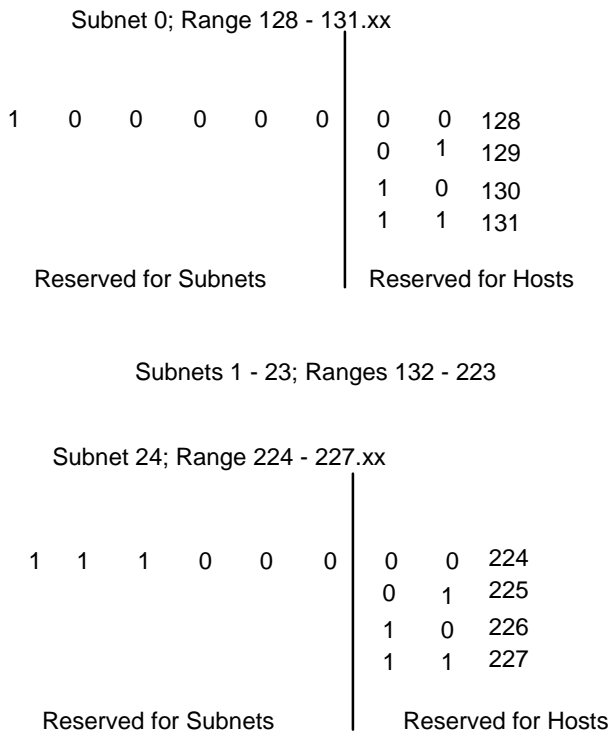 Subnet 0; Range 128 - 131.xx
1 0 0 0 0 0 0 0 128
0 1 129
1 0 130
1 1 131
Reserved for Subnets Reserved for Hosts
Subnets 1 - 23; Ranges 132 - 223
Subnet 24; Range 224 - 227.xx
1 1 1 0 0 0 0 0 224
0 1 225
1 0 226
1 1 227
Reserved for Subnets Reserved for Hosts